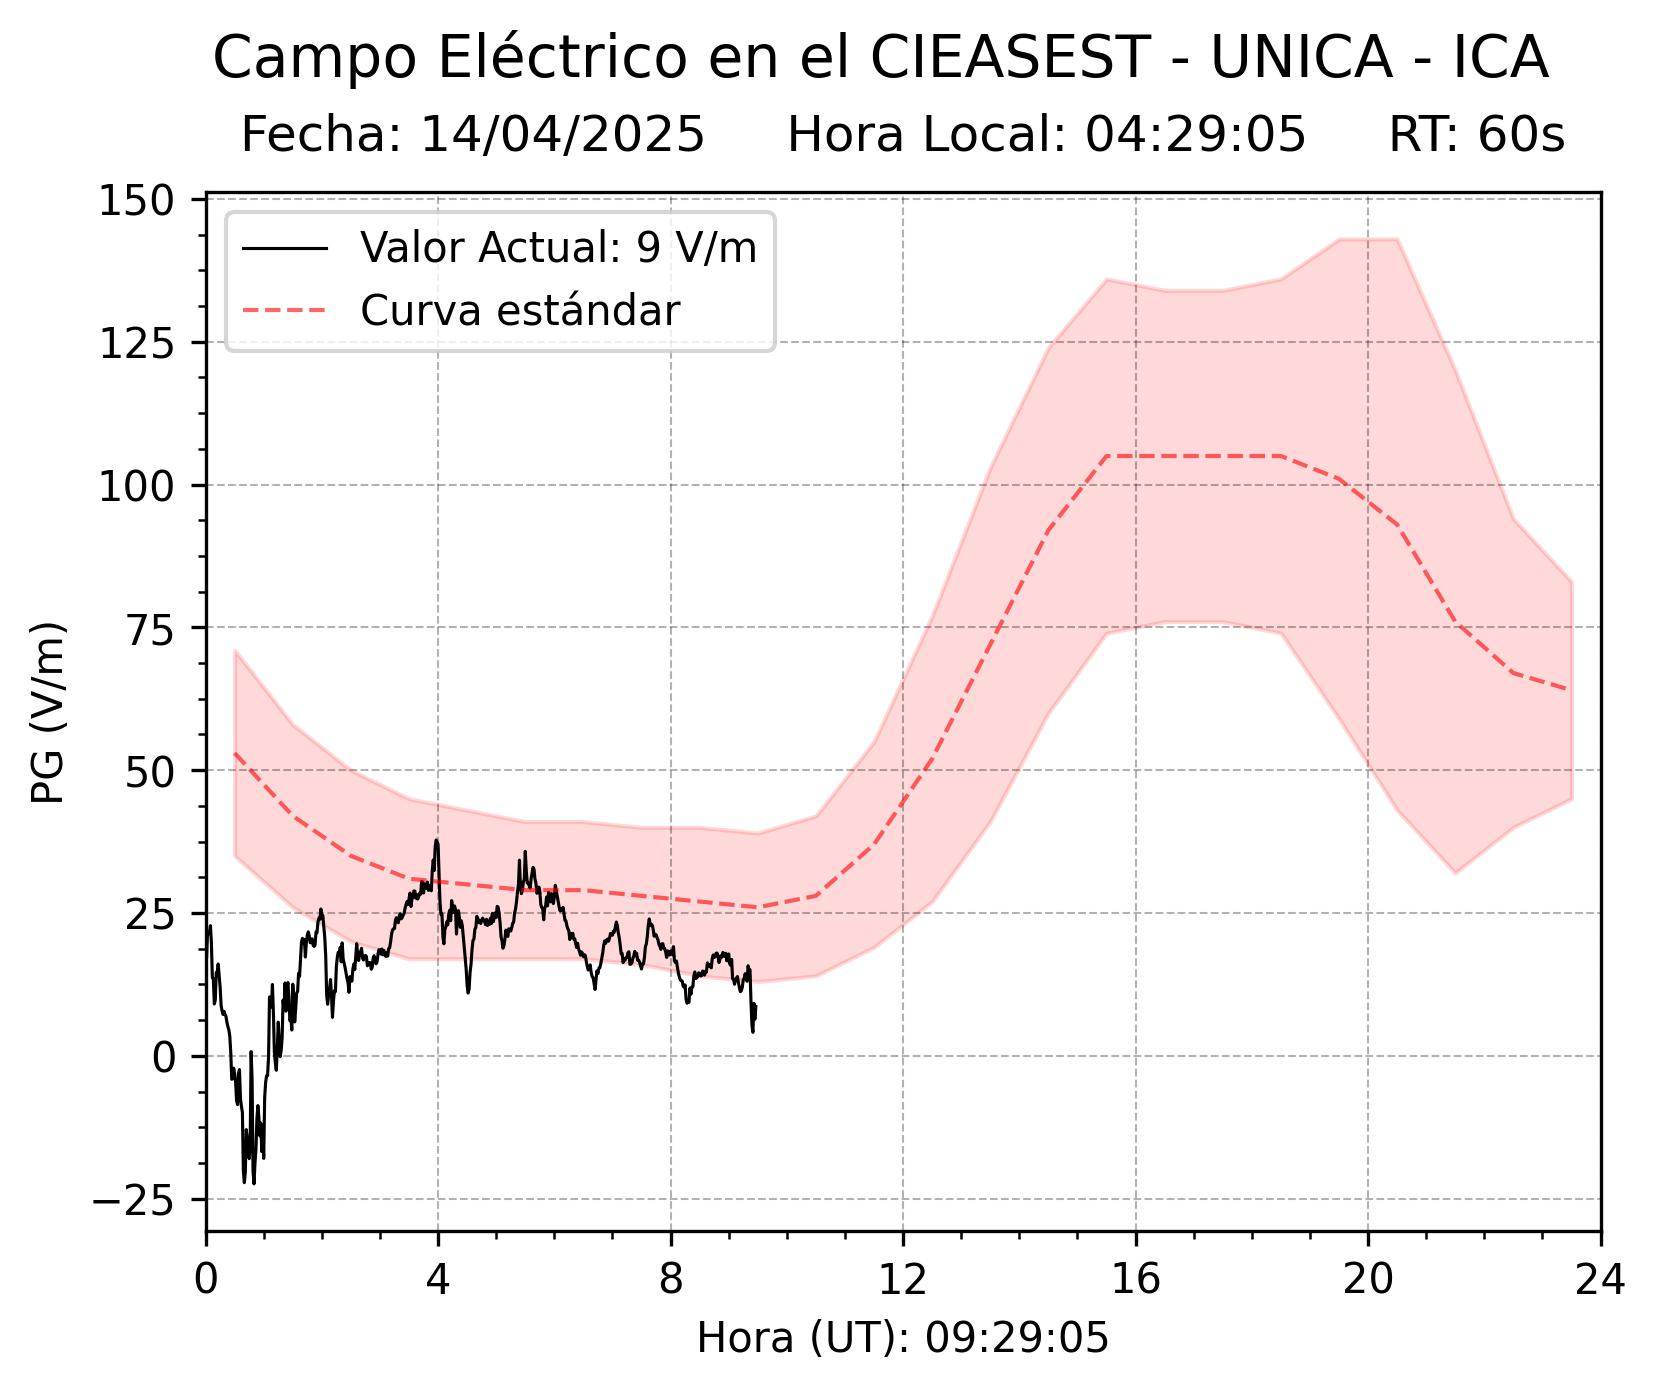 Campo Eléctrico en el CIEASEST - UNICA - ICA
Fecha: 14/04/2025 Hora Local: 04:29:05 RT: 60s
Valor Actual: 9 V/m
Curva estándar
PG (V/m)
150
125
100
75
50
25
0
−25
0 4 8 12 16 20 24
Hora (UT): 09:29:05